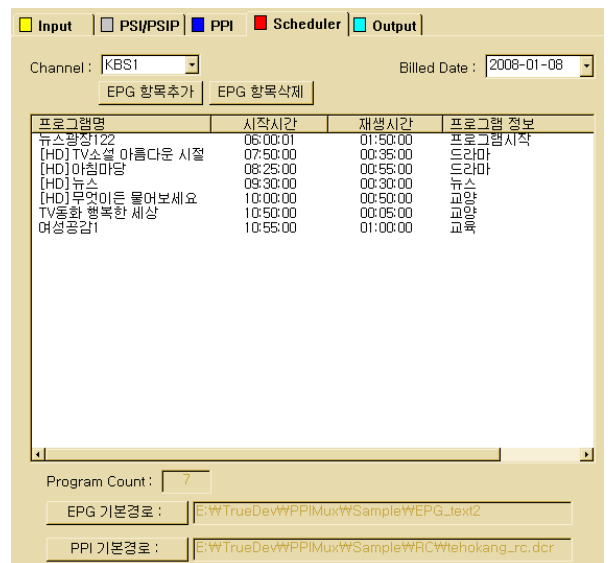 Input PSI/PSIP PPI Scheduler Output
Channel : KBS1 Billed Date : 2008-01-08
EPG 항목추가 EPG 항목삭제
프로그램명 시작시간 재생시간 프로그램 정보
뉴스광장122 06:00:01 01:50:00 프로그램시작
[HD]TV소설 아름다운 시절 07:50:00 00:35:00 드라마
[HD]아침마당 08:25:00 00:55:00 드라마
[HD]뉴스 09:30:00 00:30:00 뉴스
[HD]무엇이든 물어보세요 10:00:00 00:50:00 교양
TV동화 행복한 세상 10:50:00 00:05:00 교양
여성공감1 10:55:00 01:00:00 교육
Program Count : 7
EPG 기본경로 : E:₩TrueDev₩PPIMux₩Sample₩EPG_text2
PPI 기본경로 : E:₩TrueDev₩PPIMux₩Sample₩RC₩tehokang_rc.dcr